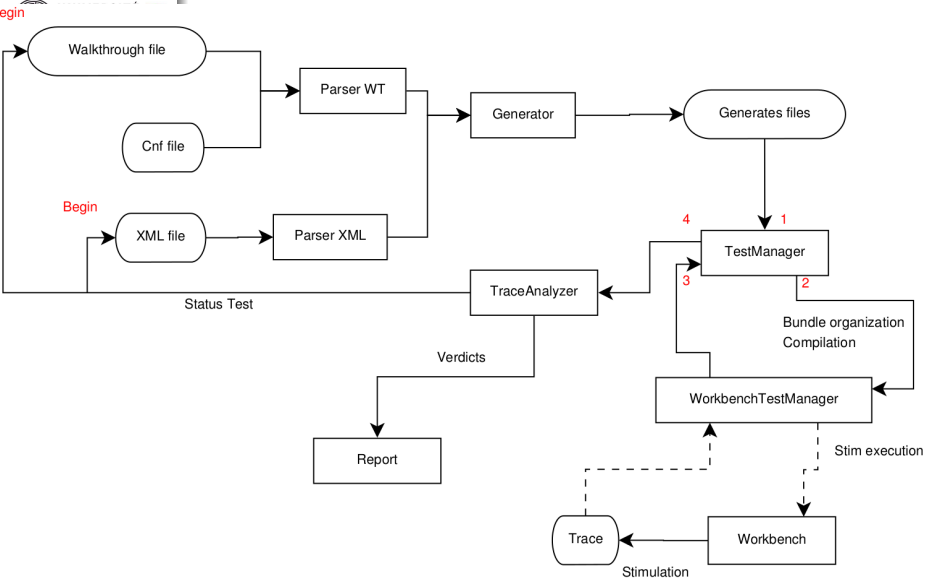 egin
Walkthrough file
Parser WT
Generator
Generates files
Cnf file
Begin
XML file
Parser XML
4
1
TestManager
3
2
TraceAnalyzer
Status Test
Bundle organization
Compilation
Verdicts
WorkbenchTestManager
Report
Stim execution
Trace
Workbench
Stimulation